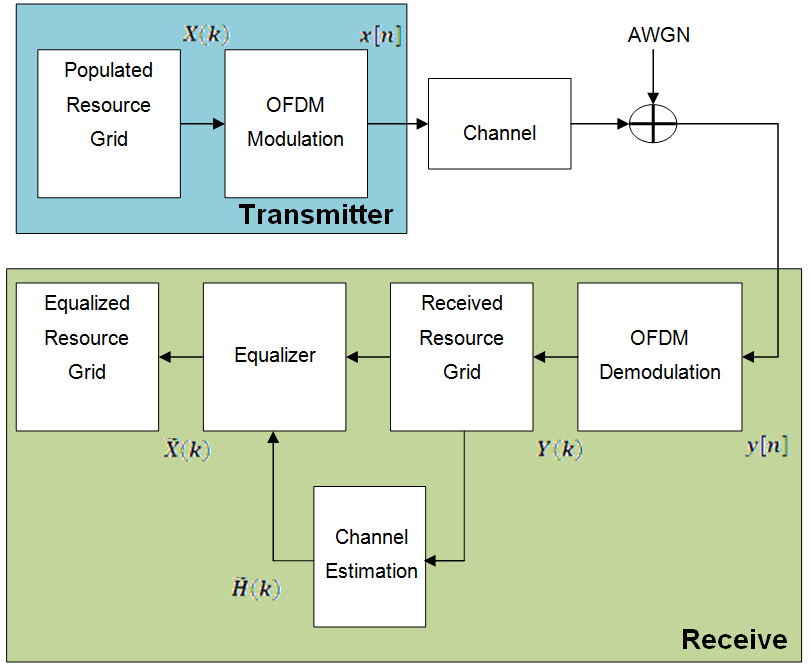 X(k)
x[n]
AWGN
Populated
Resource
Grid
OFDM
Modulation
Channel
Transmitter
Equalized
Resource
Grid
Equalizer
Received
Resource
Grid
OFDM
Demodulation
X̃(k)
Y(k)
y[n]
Channel
Estimation
H̃(k)
Receive